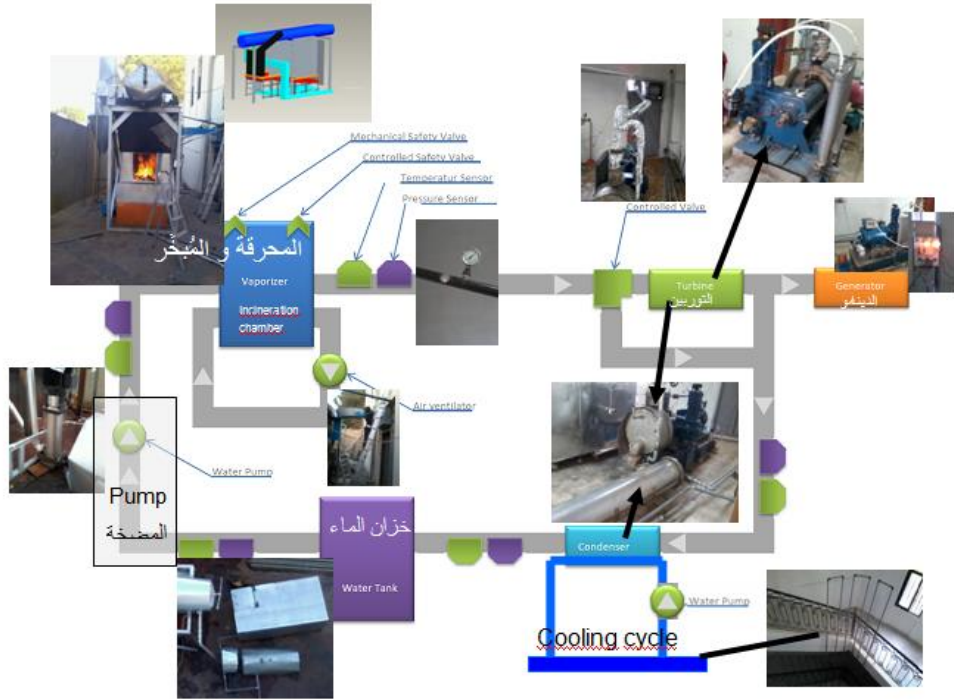 Mechanical Safety Valve
Controlled Safety Valve
Temperatur Sensor
Pressure Sensor
Controlled Valve
المحرقة و المُبخِّر
Vaporizer
Incineration
chamber
Turbine
التوربين
Generator
الدينمو
Air ventilator
Water Pump
Pump
المضخة
خزان الماء
Water Tank
Condenser
Water Pump
Cooling cycle